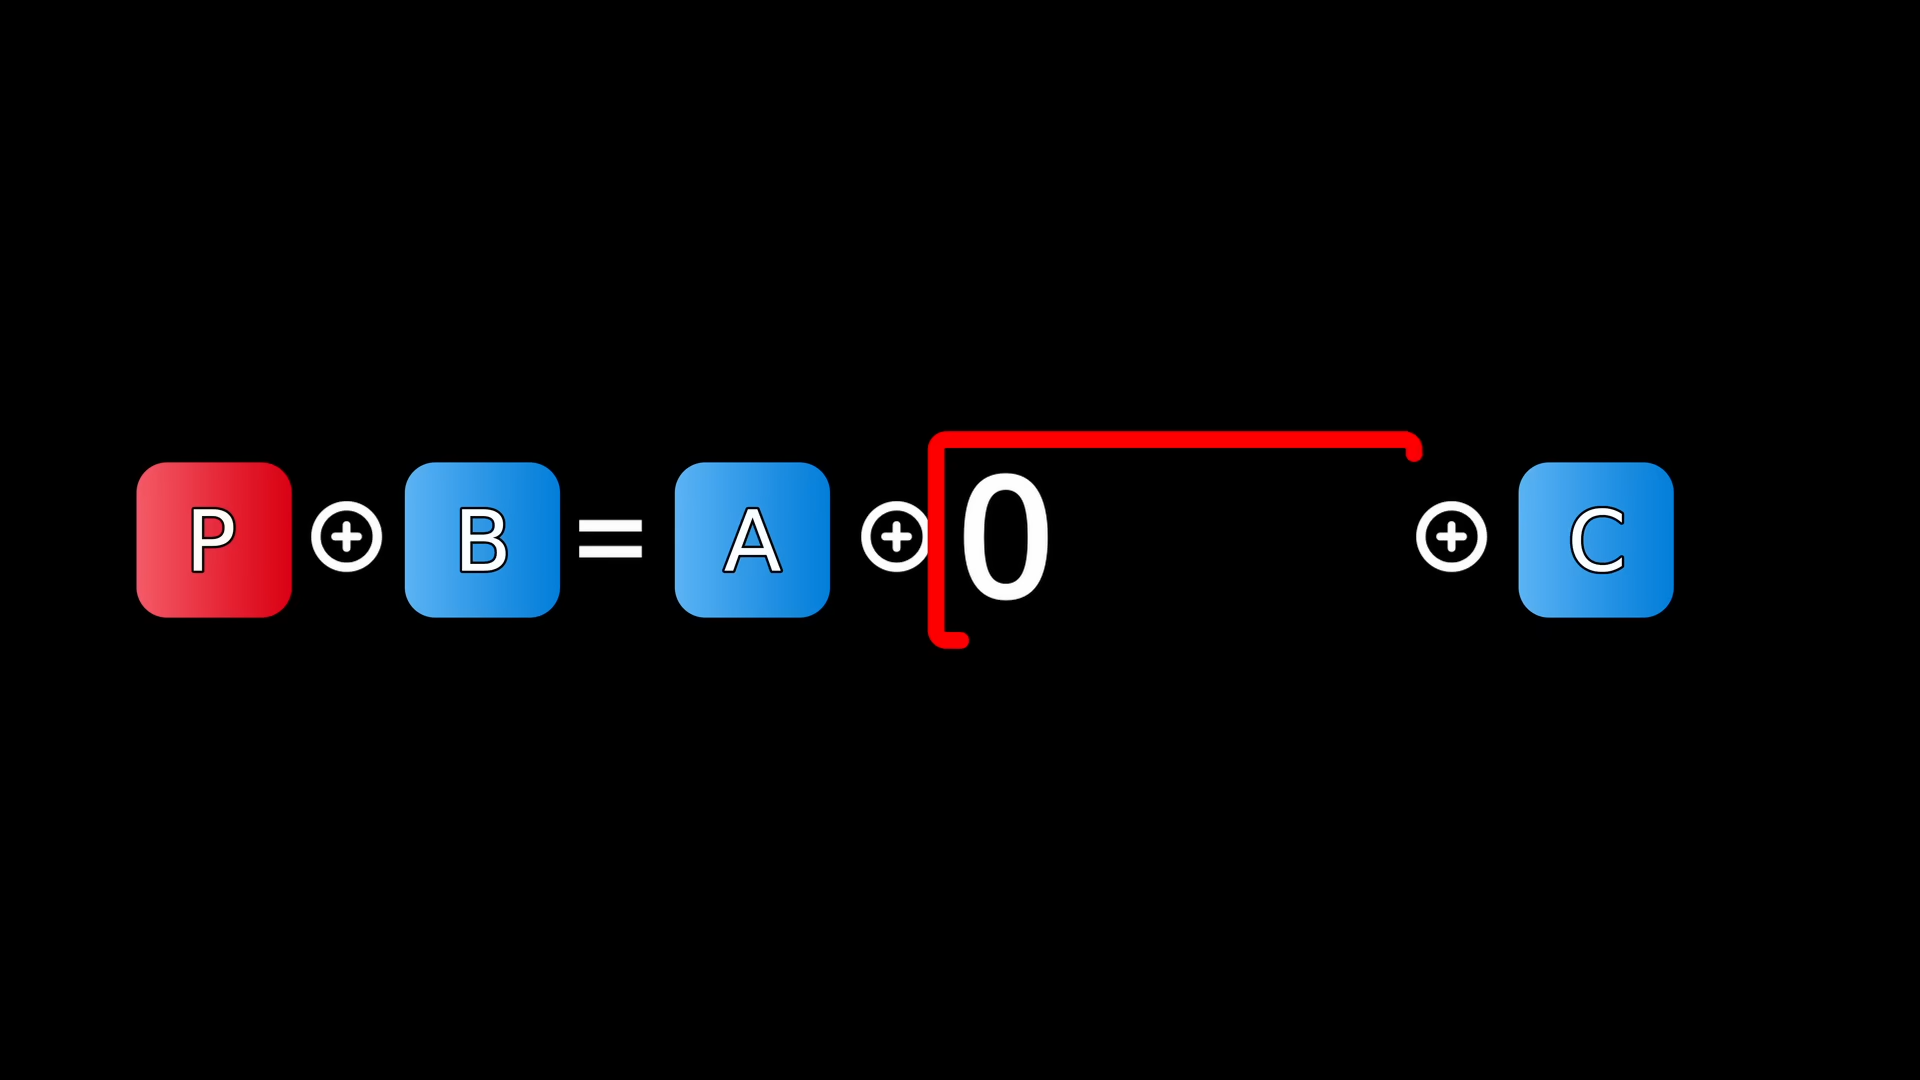 P ⊕ B = A ⊕ 0 ⊕ C